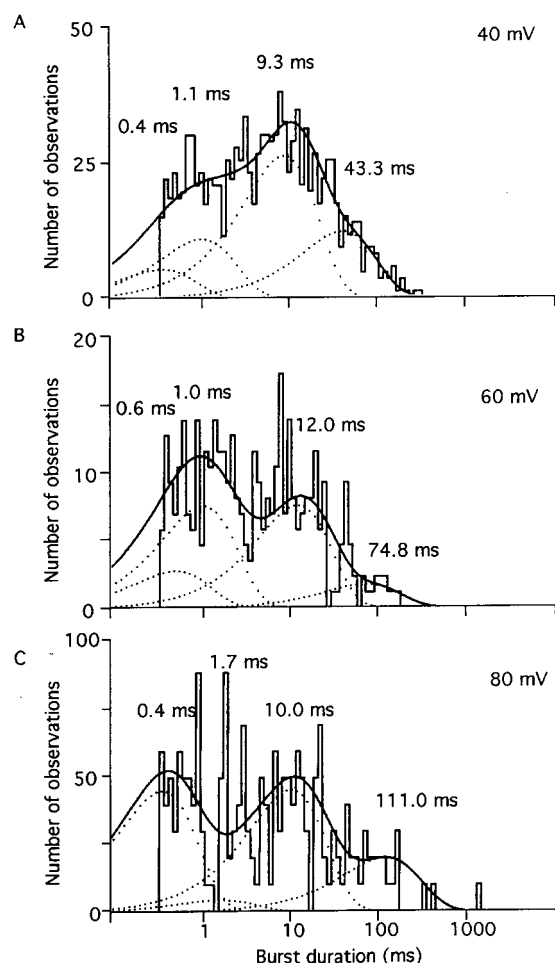 A
50
40 mV
9.3 ms
1.1 ms
0.4 ms
43.3 ms
25
0
Number of observations
B
20
60 mV
1.0 ms
0.6 ms
12.0 ms
10
74.8 ms
0
Number of observations
C
100
80 mV
1.7 ms
0.4 ms
10.0 ms
50
111.0 ms
0
Number of observations
1 10 100 1000
Burst duration (ms)